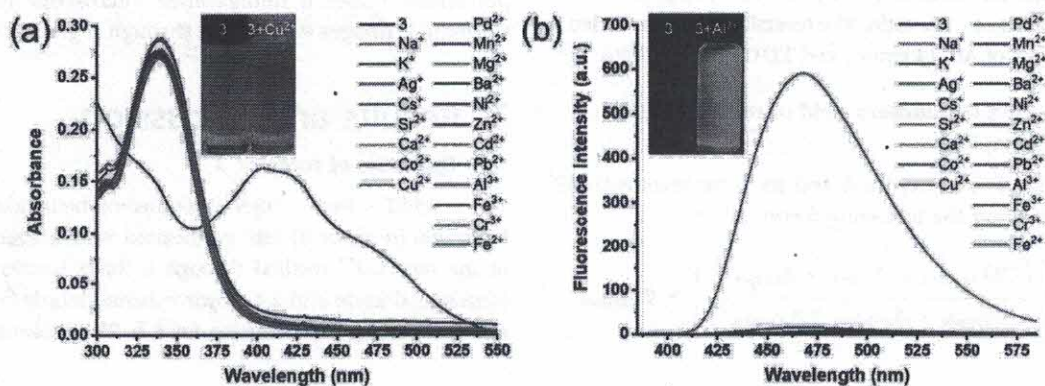 (a)
Absorbance
0.30
0.25
0.20
0.15
0.10
0.05
0.00
300 325 350 375 400 425 450 475 500 525 550
Wavelength (nm)
3 3+Cu²⁺
3
Na⁺
K⁺
Ag⁺
Cs⁺
Sr²⁺
Ca²⁺
Co²⁺
Cu²⁺
Pd²⁺
Mn²⁺
Mg²⁺
Ba²⁺
Ni²⁺
Zn²⁺
Cd²⁺
Pb²⁺
Al³⁺
Fe³⁺
Cr³⁺
Fe²⁺
(b)
Fluorescence intensity (a.u.)
700
600
500
400
300
200
100
0
400 425 450 475 500 525 550 575
Wavelength (nm)
3 3+Al³⁺
3
Na⁺
K⁺
Ag⁺
Cs⁺
Sr²⁺
Ca²⁺
Co²⁺
Cu²⁺
Pd²⁺
Mn²⁺
Mg²⁺
Ba²⁺
Ni²⁺
Zn²⁺
Cd²⁺
Pb²⁺
Al³⁺
Fe³⁺
Cr³⁺
Fe²⁺